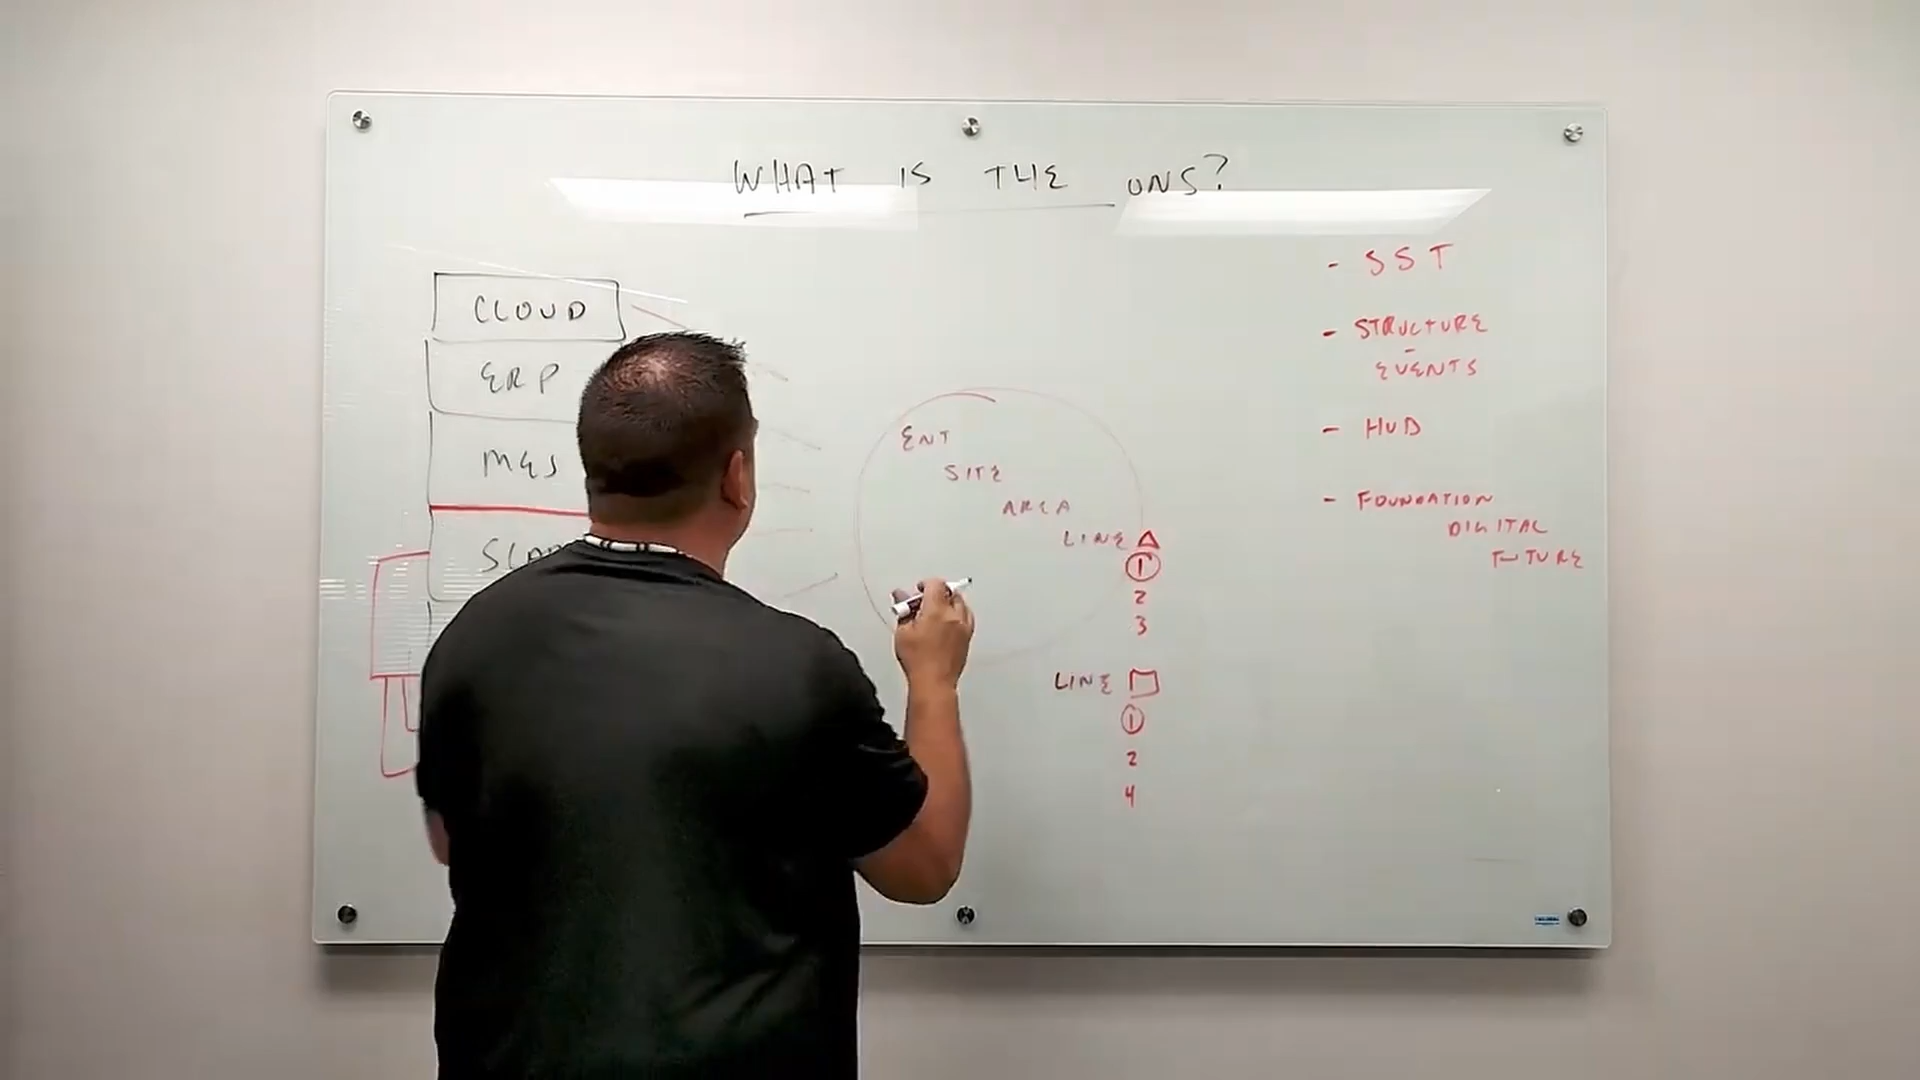 WHAT IS THE UNS?
CLOUD
ERP
MES
ENT
SITE
AREA
LINE
1
2
3
LINE
1
2
4
- SST
- STRUCTURE
- EVENTS
- HUD
- FOUNDATION
DIGITAL
FUTURE